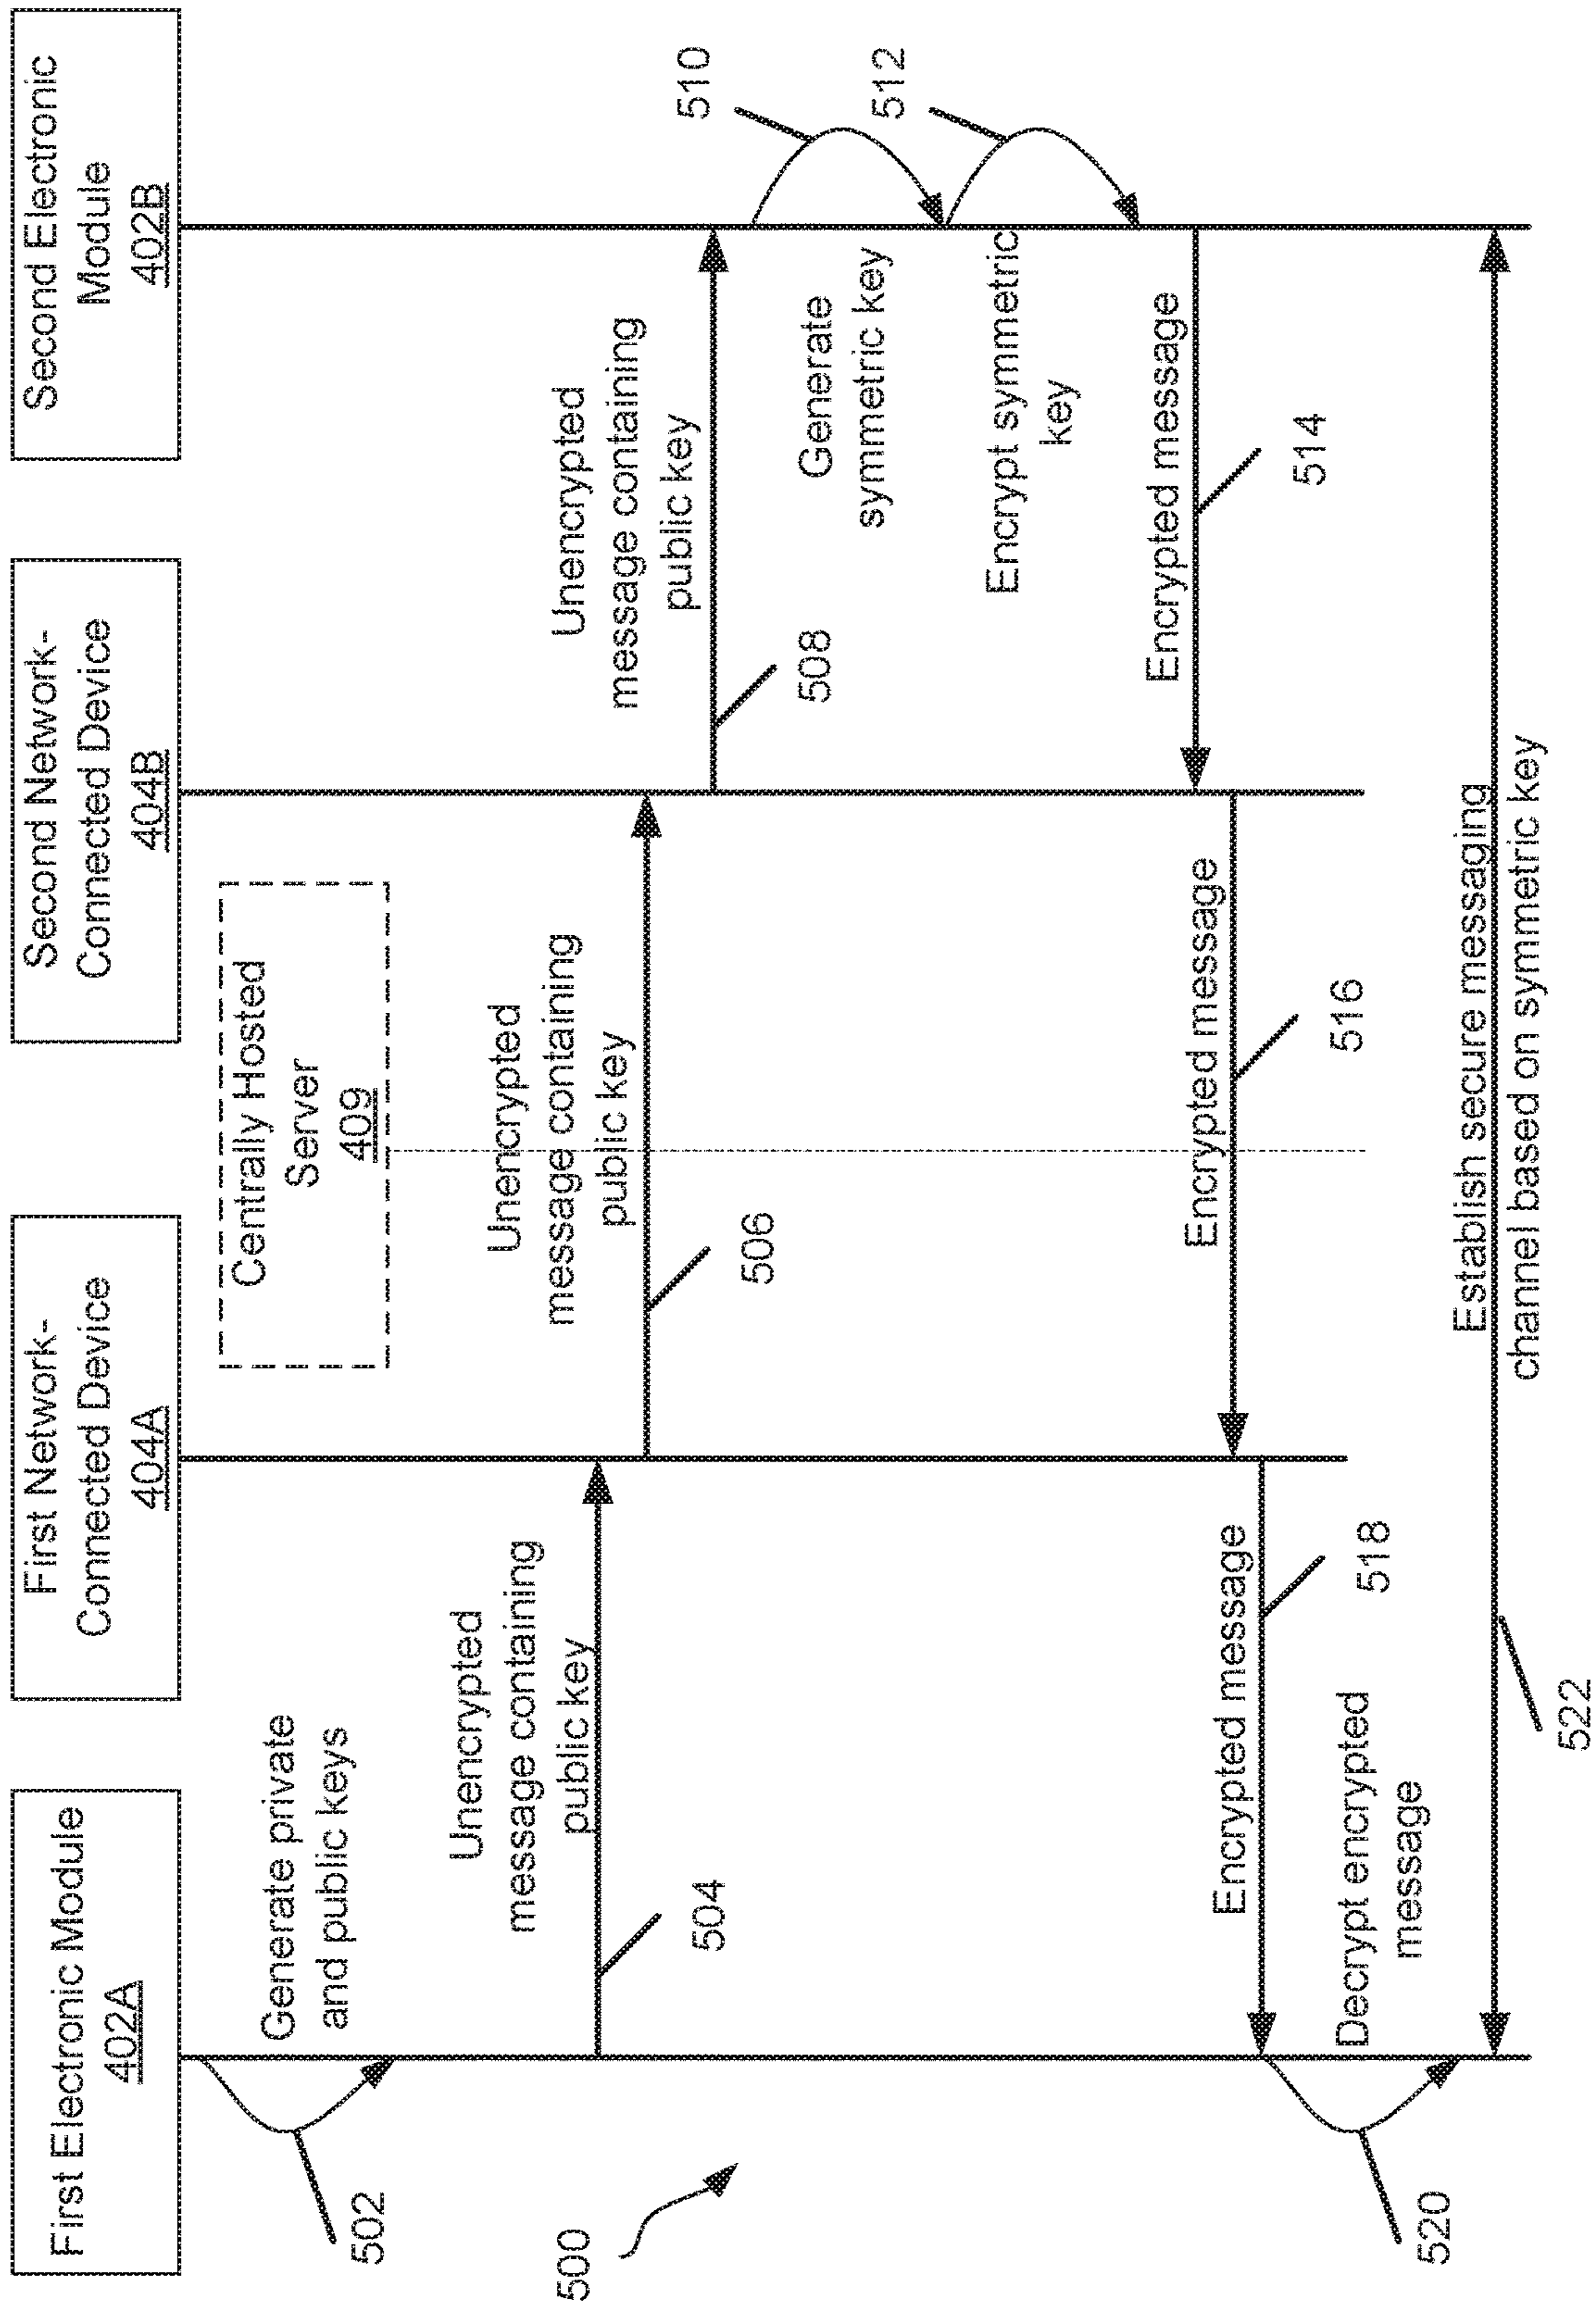 First Electronic Module
402A
First Network-
Connected Device
404A
Second Network-
Connected Device
404B
Second Electronic
Module
402B
Centrally Hosted
Server
409
Generate private
and public keys
502
Unencrypted
message containing
public key
504
Unencrypted
message containing
public key
506
Unencrypted
message containing
public key
508
510
Generate
symmetric key
512
Encrypt symmetric
key
Encrypted message
514
Encrypted message
516
Encrypted message
518
Decrypt encrypted
message
520
Establish secure messaging
channel based on symmetric key
522
500